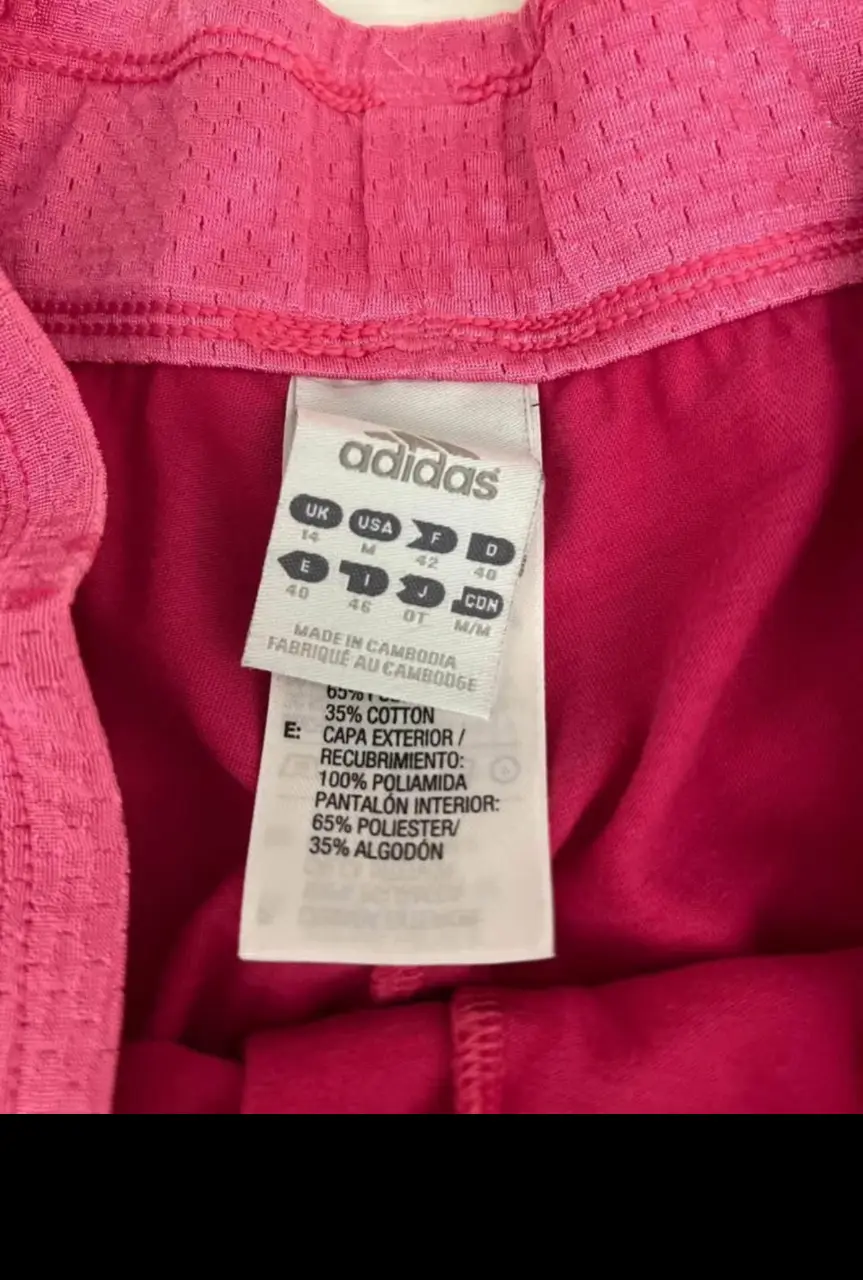 adidas
UK USA F D
14 M 42 40
E I J CDN
40 46 OT M/M
MADE IN CAMBODIA
FABRIQUÉ AU CAMBODGE
65%
35% COTTON
E: CAPA EXTERIOR /
RECUBRIMIENTO:
100% POLIAMIDA
PANTALÓN INTERIOR:
65% POLIESTER/
35% ALGODÓN